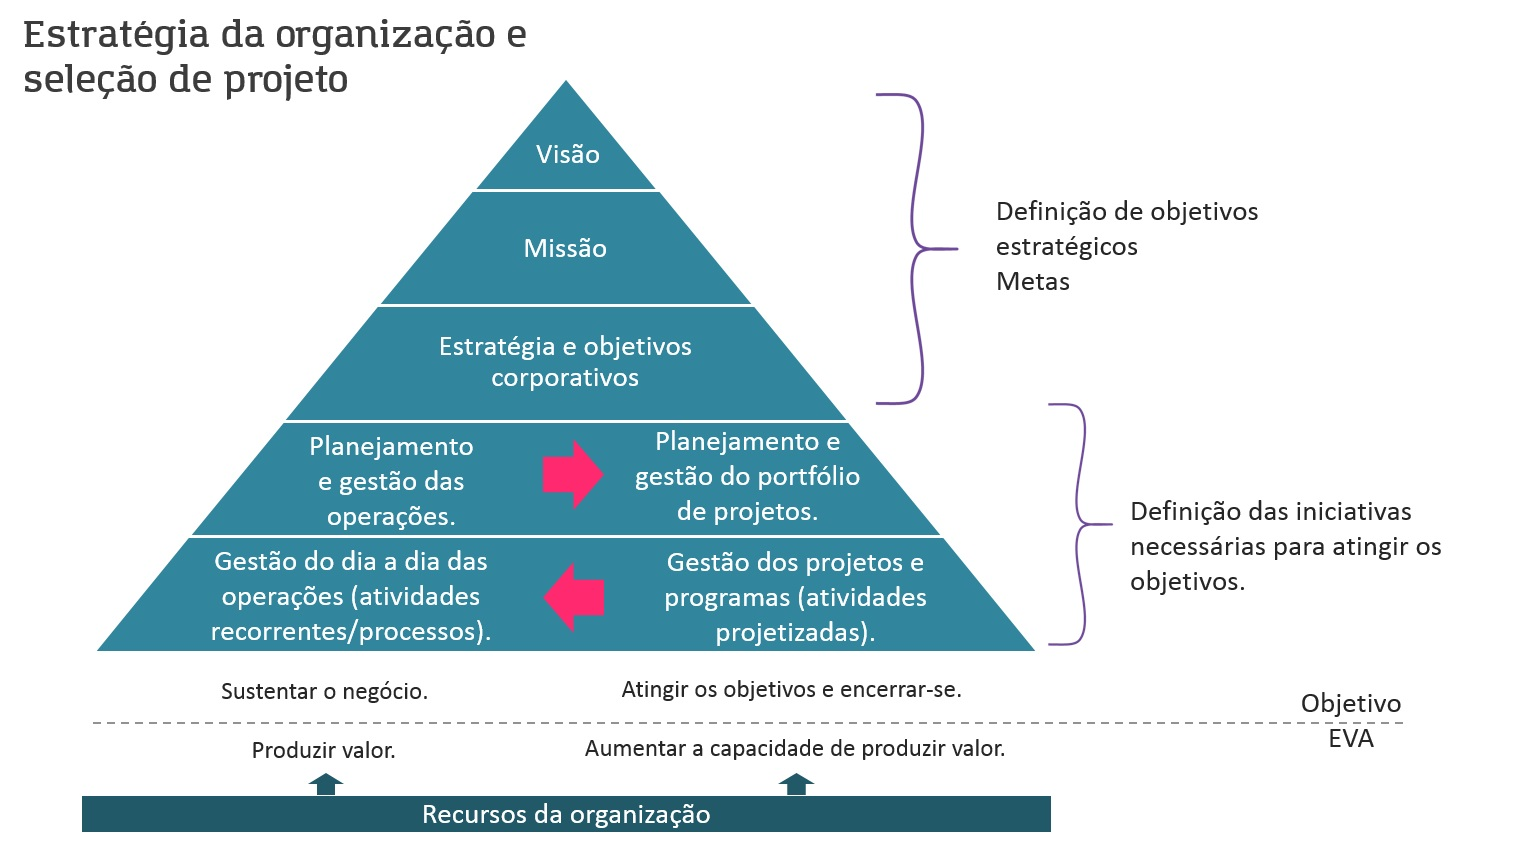 Estratégia da organização e
seleção de projeto
Visão
Missão
Estratégia e objetivos
corporativos
Definição de objetivos
estratégicos
Metas
Planejamento
e gestão das
operações.
Planejamento e
gestão do portfólio
de projetos.
Gestão do dia a dia das
operações (atividades
recorrentes/processos).
Gestão dos projetos e
programas (atividades
projetizadas).
Definição das iniciativas
necessárias para atingir os
objetivos.
Sustentar o negócio.
Atingir os objetivos e encerrar-se.
Objetivo
Produzir valor.
Aumentar a capacidade de produzir valor.
EVA
Recursos da organização